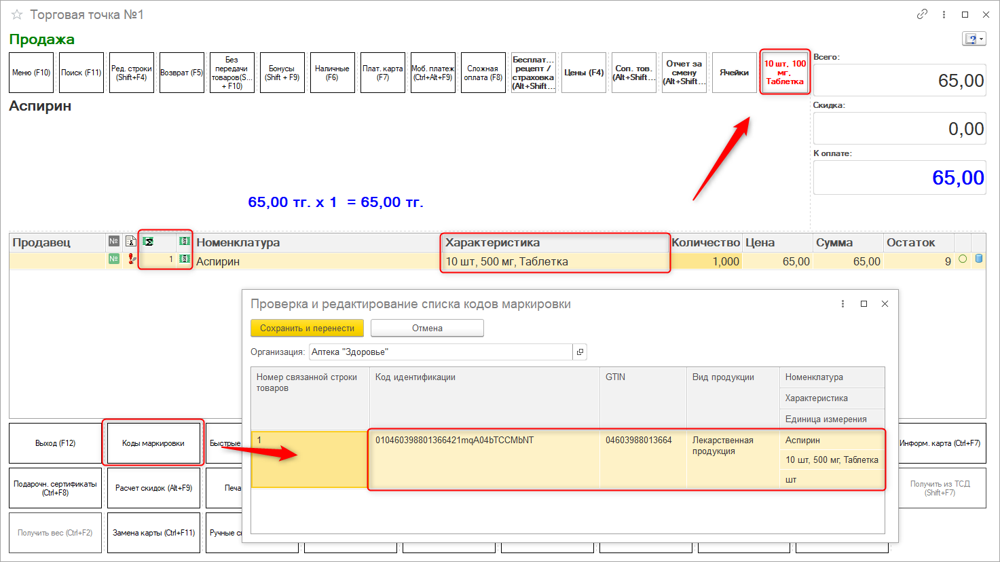 Торговая точка №1
Продажа
Меню (F10)
Поиск (F11)
Ред. строки
(Shift+F4)
Возврат (F5)
Без
передачи
товаров(S...
+ F10)
Бонусы
(Shift + F9)
Наличные
(F6)
Плат. карта
(F7)
Моб. платеж
(Ctrl+Alt+F9)
Сложная
оплата (F8)
Бесплат...
рецепт /
страховка
(Alt+Shift...
Цены (F4)
Соп. тов.
(Alt+Shift...
Отчет за
смену
(Alt+Shift...
Ячейки
10 шт, 100
мг,
Таблетка
Всего:
65,00
Скидка:
0,00
К оплате:
65,00
Аспирин
65,00 тг. х 1 = 65,00 тг.
Продавец № Номенклатура Характеристика Количество Цена Сумма Остаток
№ 1 Аспирин 10 шт, 500 мг, Таблетка 1,000 65,00 65,00 9
Проверка и редактирование списка кодов маркировки
Сохранить и перенести
Отмена
Организация: Аптека "Здоровье"
Номер связанной строки
товаров
Код идентификации
GTIN
Вид продукции
Номенклатура
Характеристика
Единица измерения
1
010460398801366421mqA04bTCCMbNT
04603988013664
Лекарственная
продукция
Аспирин
10 шт, 500 мг, Таблетка
шт
Выход (F12)
Коды маркировки
Быстрые
Информ. карта (Ctrl+F7)
Подарочн. сертификаты
(Ctrl+F8)
Расчет скидок (Alt+F9)
Печа
Получить из ТСД
(Shift+F7)
Получить вес (Ctrl+F2)
Замена карты (Ctrl+F11)
Ручные с